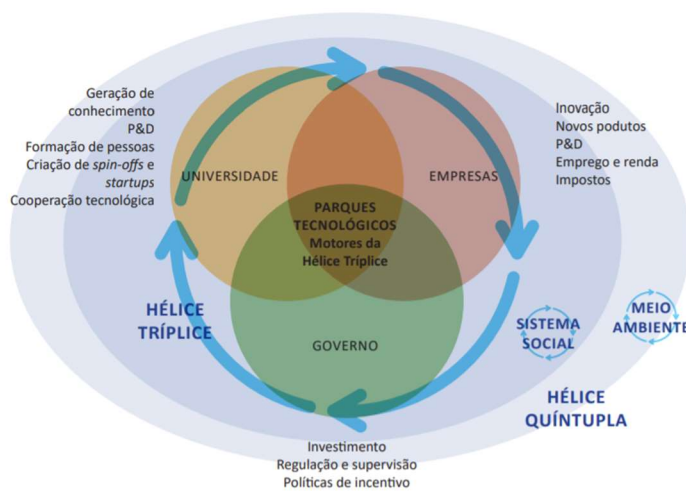 Geração de
conhecimento
P&D
Formação de pessoas
Criação de spin-offs e
startups
Cooperação tecnológica
UNIVERSIDADE
EMPRESAS
Inovação
Novos podutos
P&D
Emprego e renda
Impostos
PARQUES
TECNOLÓGICOS
Motores da
Hélice Tríplice
HÉLICE
TRÍPLICE
GOVERNO
SISTEMA
SOCIAL
MEIO
AMBIENTE
HÉLICE
QUÍNTUPLA
Investimento
Regulação e supervisão
Políticas de incentivo